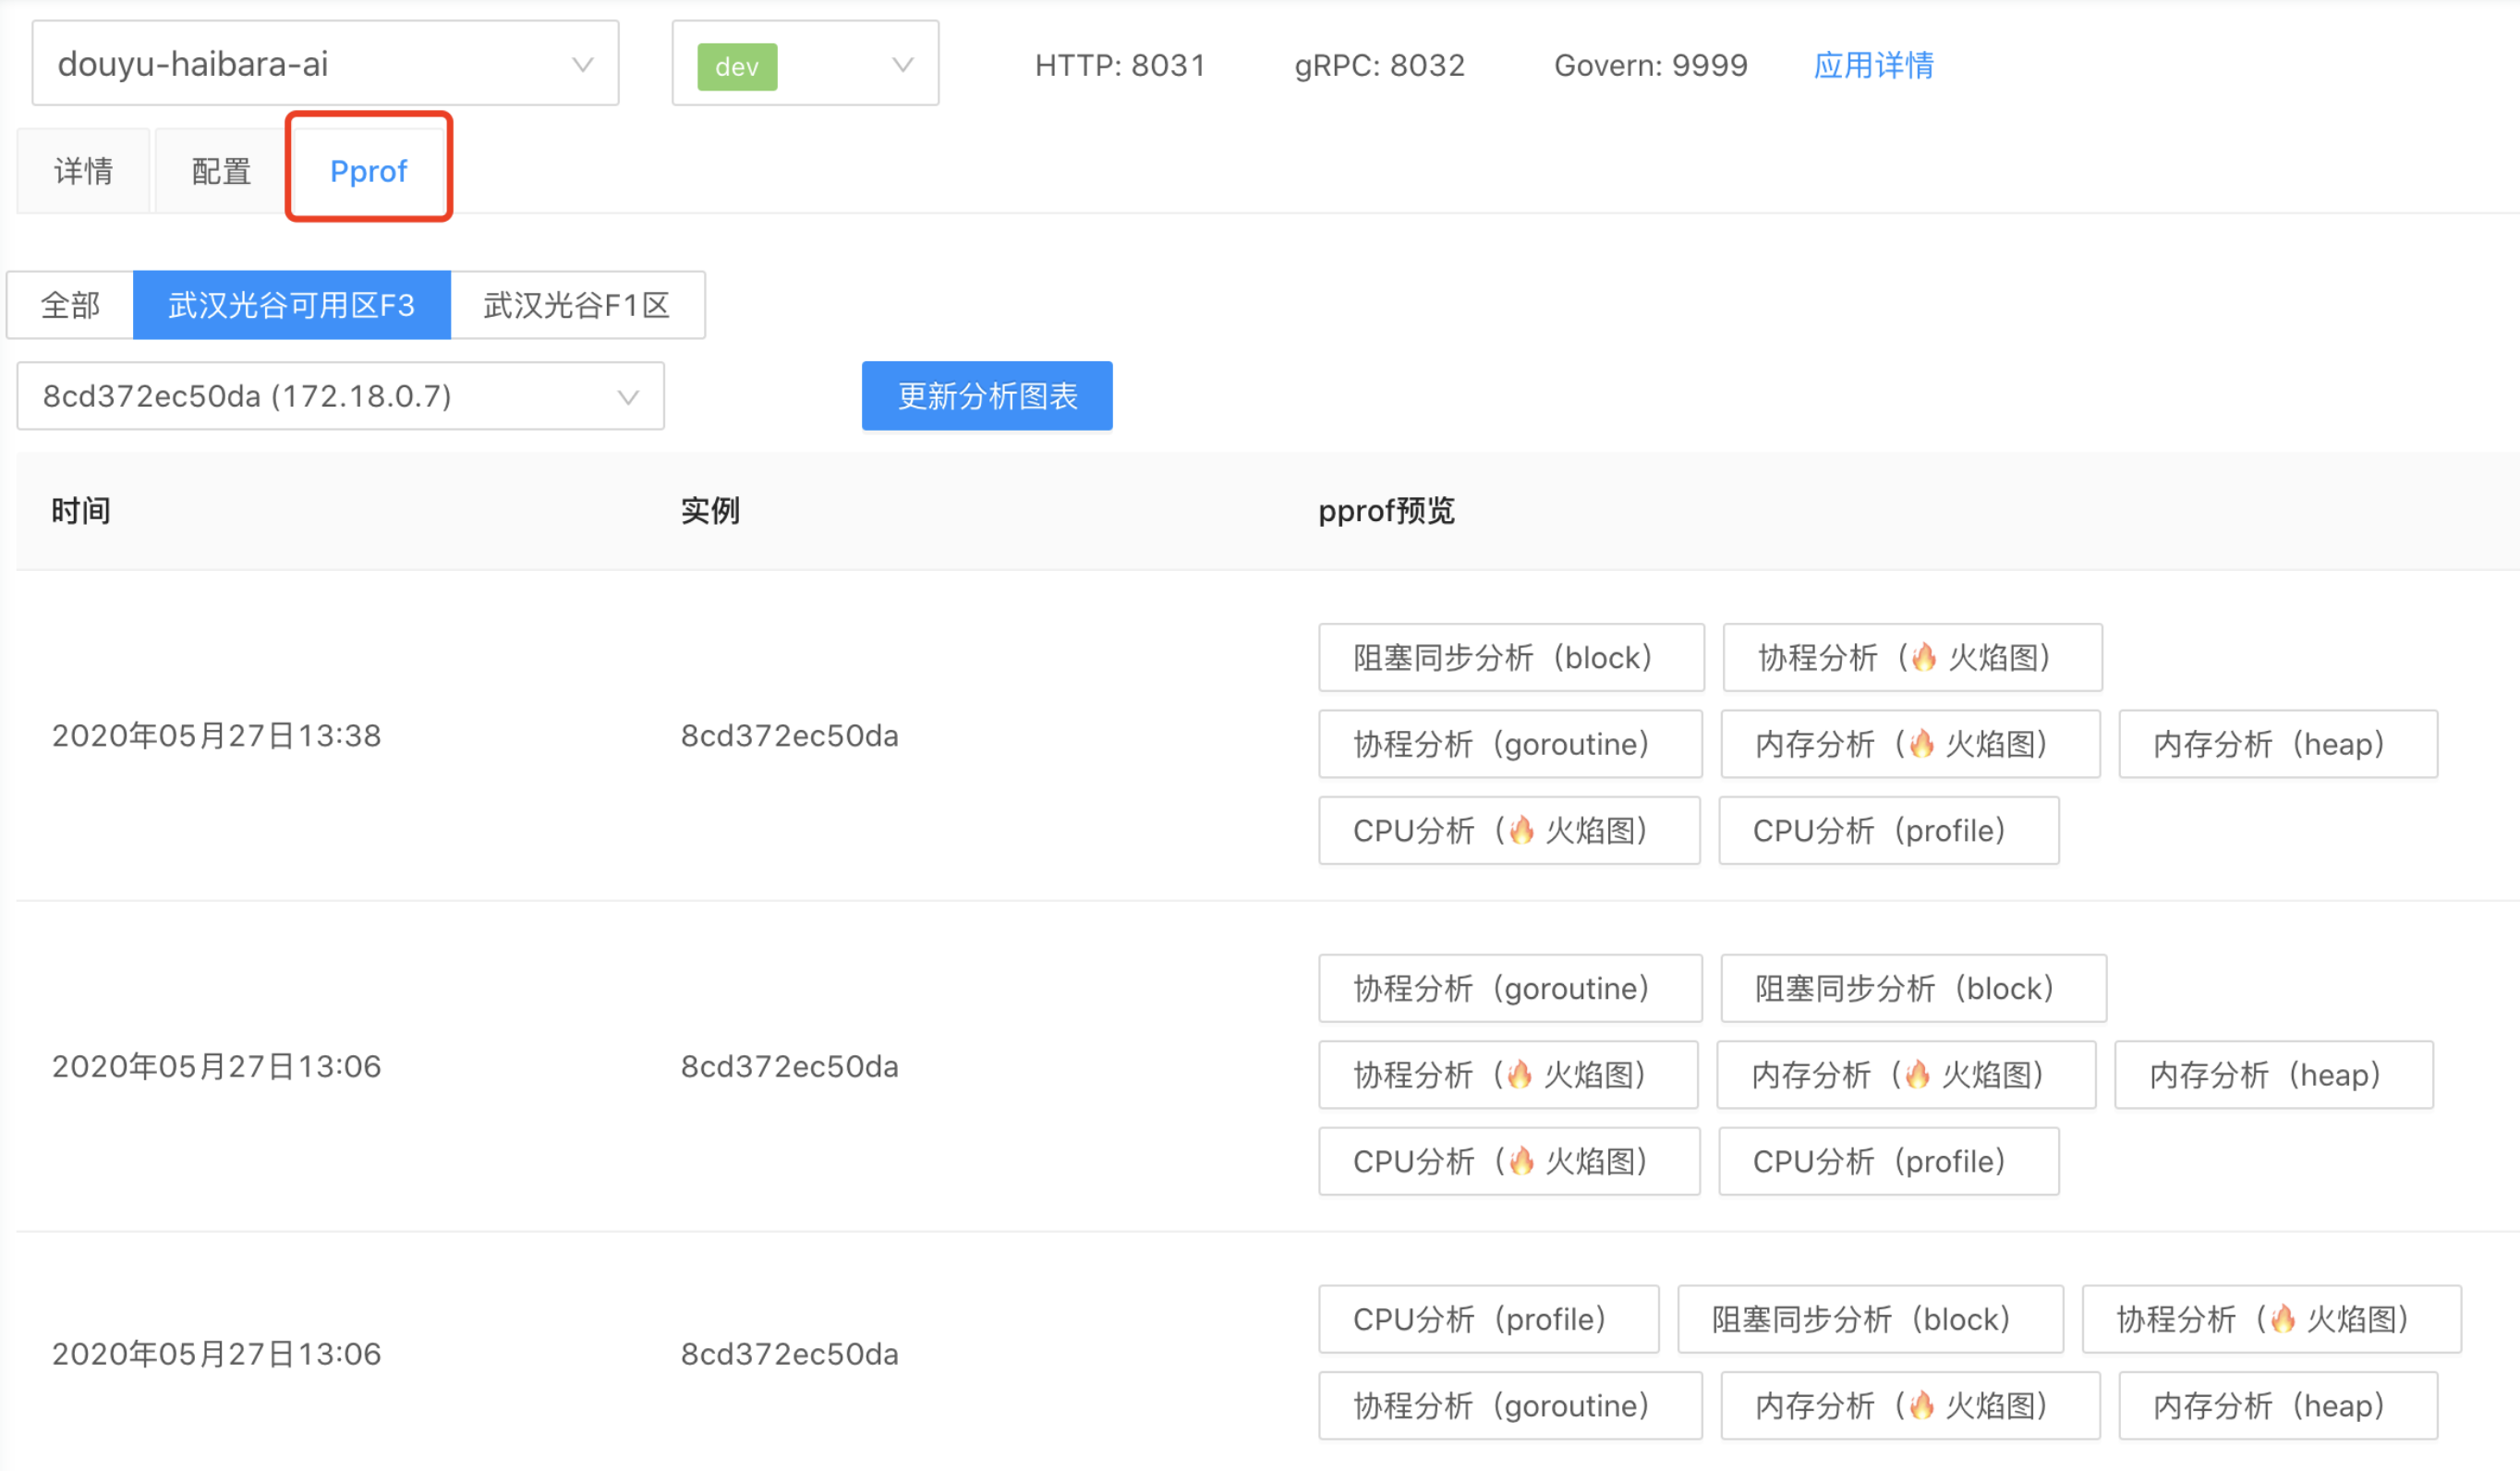 douyu-haibara-ai dev HTTP: 8031 gRPC: 8032 Govern: 9999 应用详情
详情 配置 Pprof
全部 武汉光谷可用区F3 武汉光谷F1区
8cd372ec50da (172.18.0.7) 更新分析图表
时间 实例 pprof预览
阻塞同步分析（block） 协程分析（🔥 火焰图）
2020年05月27日13:38 8cd372ec50da 协程分析（goroutine） 内存分析（🔥 火焰图） 内存分析（heap）
CPU分析（🔥 火焰图） CPU分析（profile）
协程分析（goroutine） 阻塞同步分析（block）
2020年05月27日13:06 8cd372ec50da 协程分析（🔥 火焰图） 内存分析（🔥 火焰图） 内存分析（heap）
CPU分析（🔥 火焰图） CPU分析（profile）
CPU分析（profile） 阻塞同步分析（block） 协程分析（🔥 火焰图）
2020年05月27日13:06 8cd372ec50da
协程分析（goroutine） 内存分析（🔥 火焰图） 内存分析（heap）